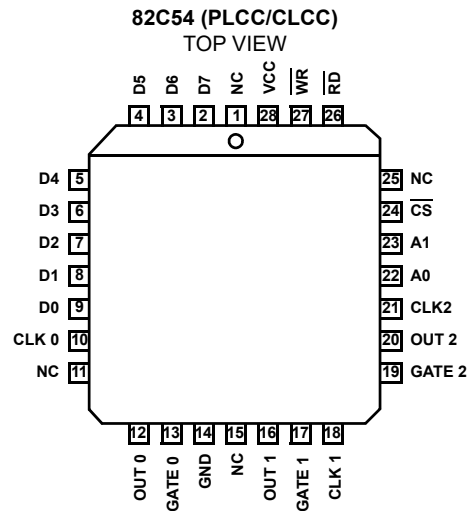 82C54 (PLCC/CLCC)
TOP VIEW
D5 D6 D7 NC VCC WR RD
4 3 2 1 28 27 26
D4 5 25 NC
D3 6 24 CS
D2 7 23 A1
D1 8 22 A0
D0 9 21 CLK2
CLK 0 10 20 OUT 2
NC 11 19 GATE 2
12 13 14 15 16 17 18
OUT 0 GATE 0 GND NC OUT 1 GATE 1 CLK 1